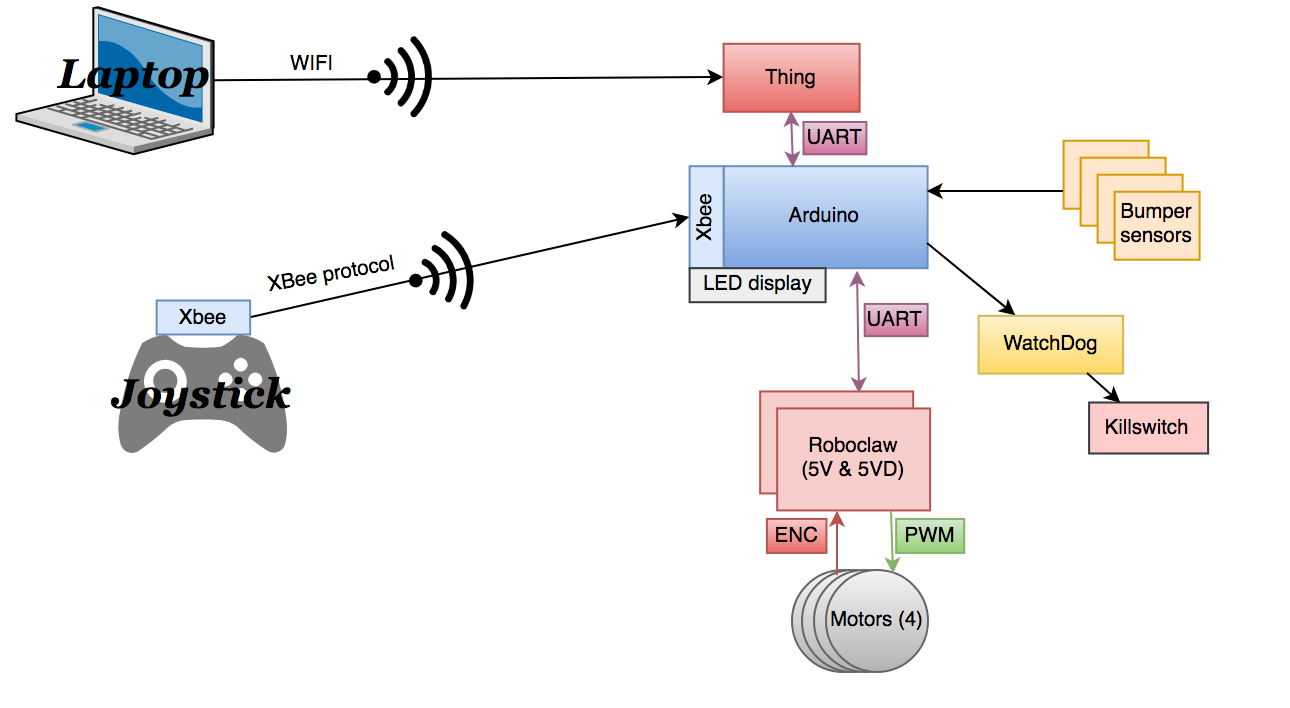 Laptop
WIFI
Thing
UART
Xbee
Arduino
Bumper
sensors
XBee protocol
LED display
Xbee
UART
WatchDog
Joystick
Killswitch
Roboclaw
(5V & 5VD)
ENC
PWM
Motors (4)